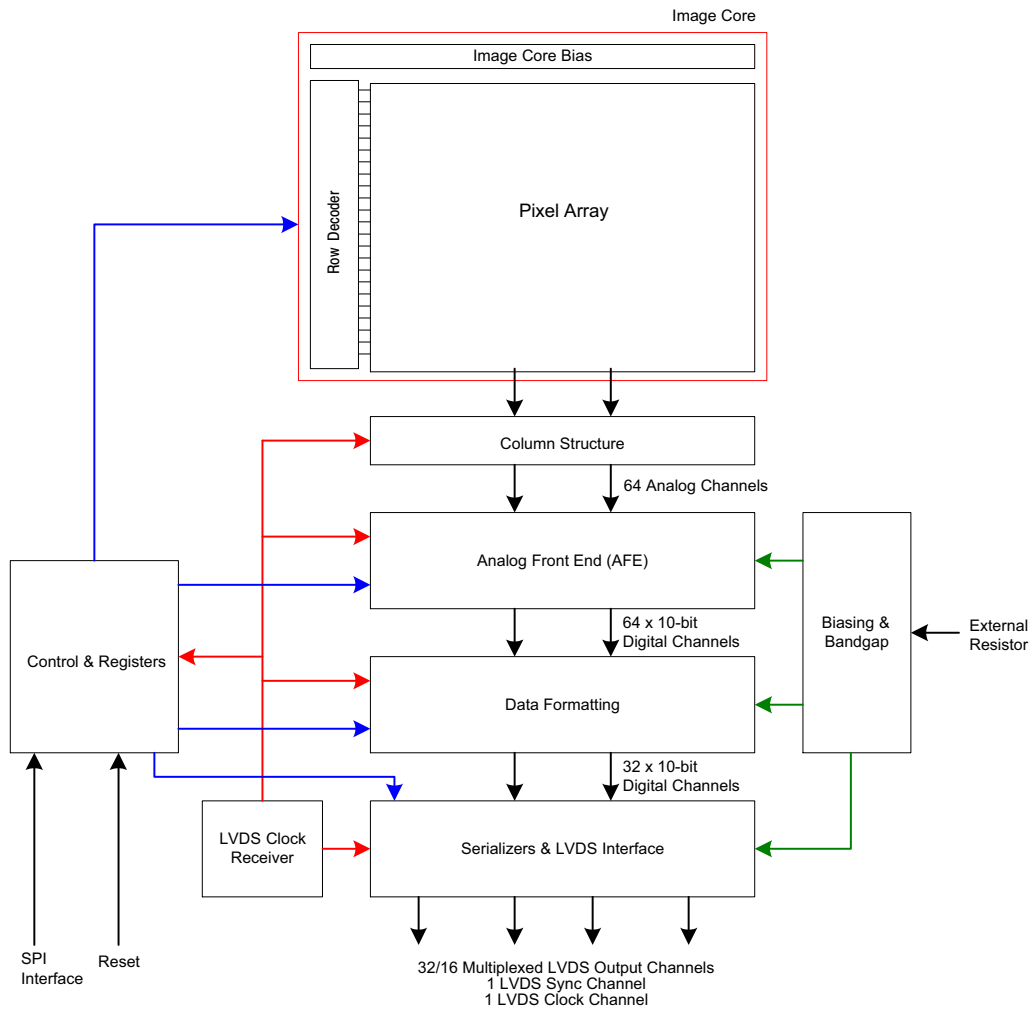 Image Core
Image Core Bias
Row Decoder
Pixel Array
Column Structure
64 Analog Channels
Analog Front End (AFE)
64 x 10-bit
Digital Channels
Biasing &
Bandgap
External
Resistor
Control & Registers
Data Formatting
32 x 10-bit
Digital Channels
LVDS Clock
Receiver
Serializers & LVDS Interface
SPI
Interface
Reset
32/16 Multiplexed LVDS Output Channels
1 LVDS Sync Channel
1 LVDS Clock Channel